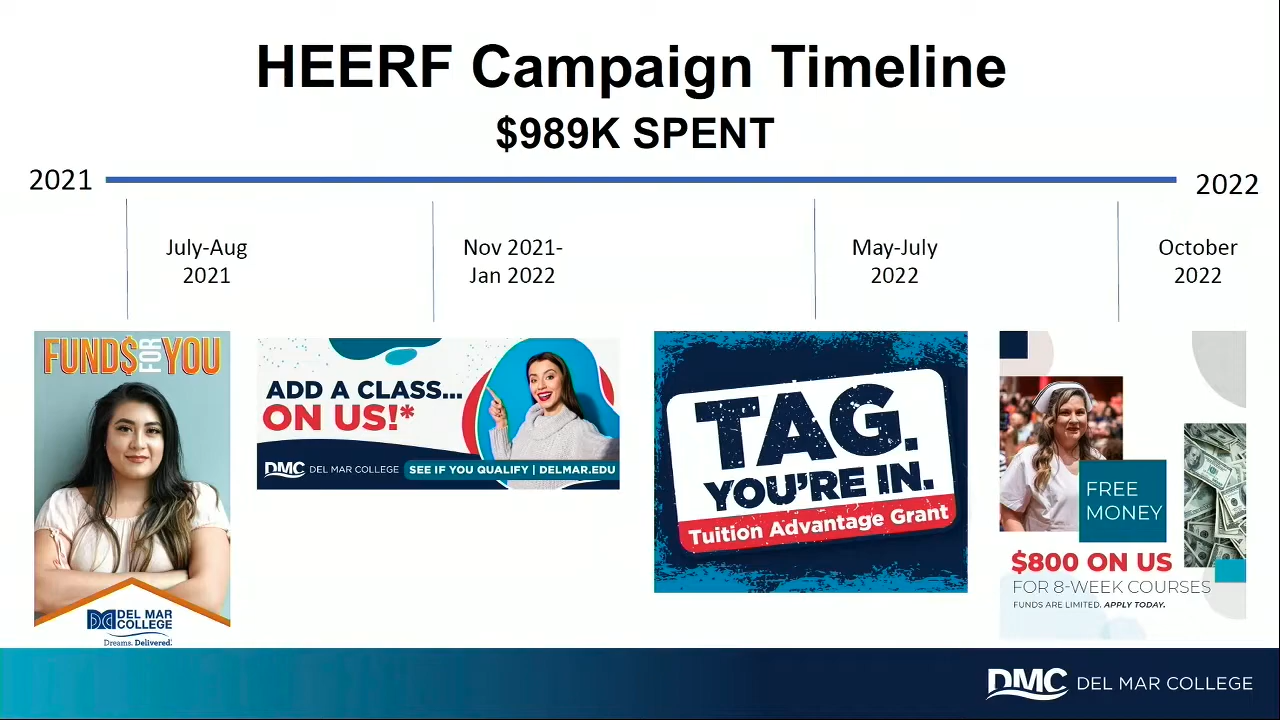 HEERF Campaign Timeline
$989K SPENT
2021
2022
July-Aug
2021
Nov 2021-
Jan 2022
May-July
2022
October
2022
FUND$ FOR YOU
DEL MAR
COLLEGE
Dreams. Delivered.
ADD A CLASS...
ON US!*
DMC DEL MAR COLLEGE
SEE IF YOU QUALIFY | DELMAR.EDU
TAG.
YOU'RE IN.
Tuition Advantage Grant
FREE
MONEY
$800 ON US
FOR 8-WEEK COURSES
FUNDS ARE LIMITED. APPLY TODAY.
DMC DEL MAR COLLEGE